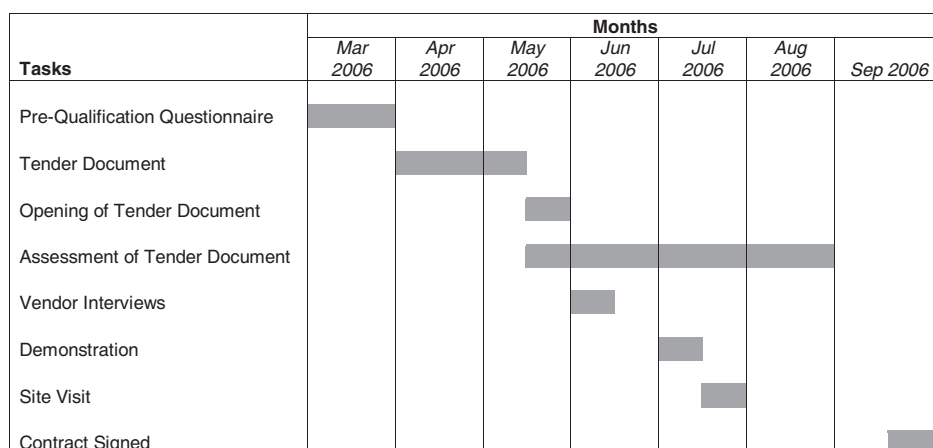 Months
Tasks
Mar 2006
Apr 2006
May 2006
Jun 2006
Jul 2006
Aug 2006
Sep 2006
Pre-Qualification Questionnaire
Tender Document
Opening of Tender Document
Assessment of Tender Document
Vendor Interviews
Demonstration
Site Visit
Contract Signed